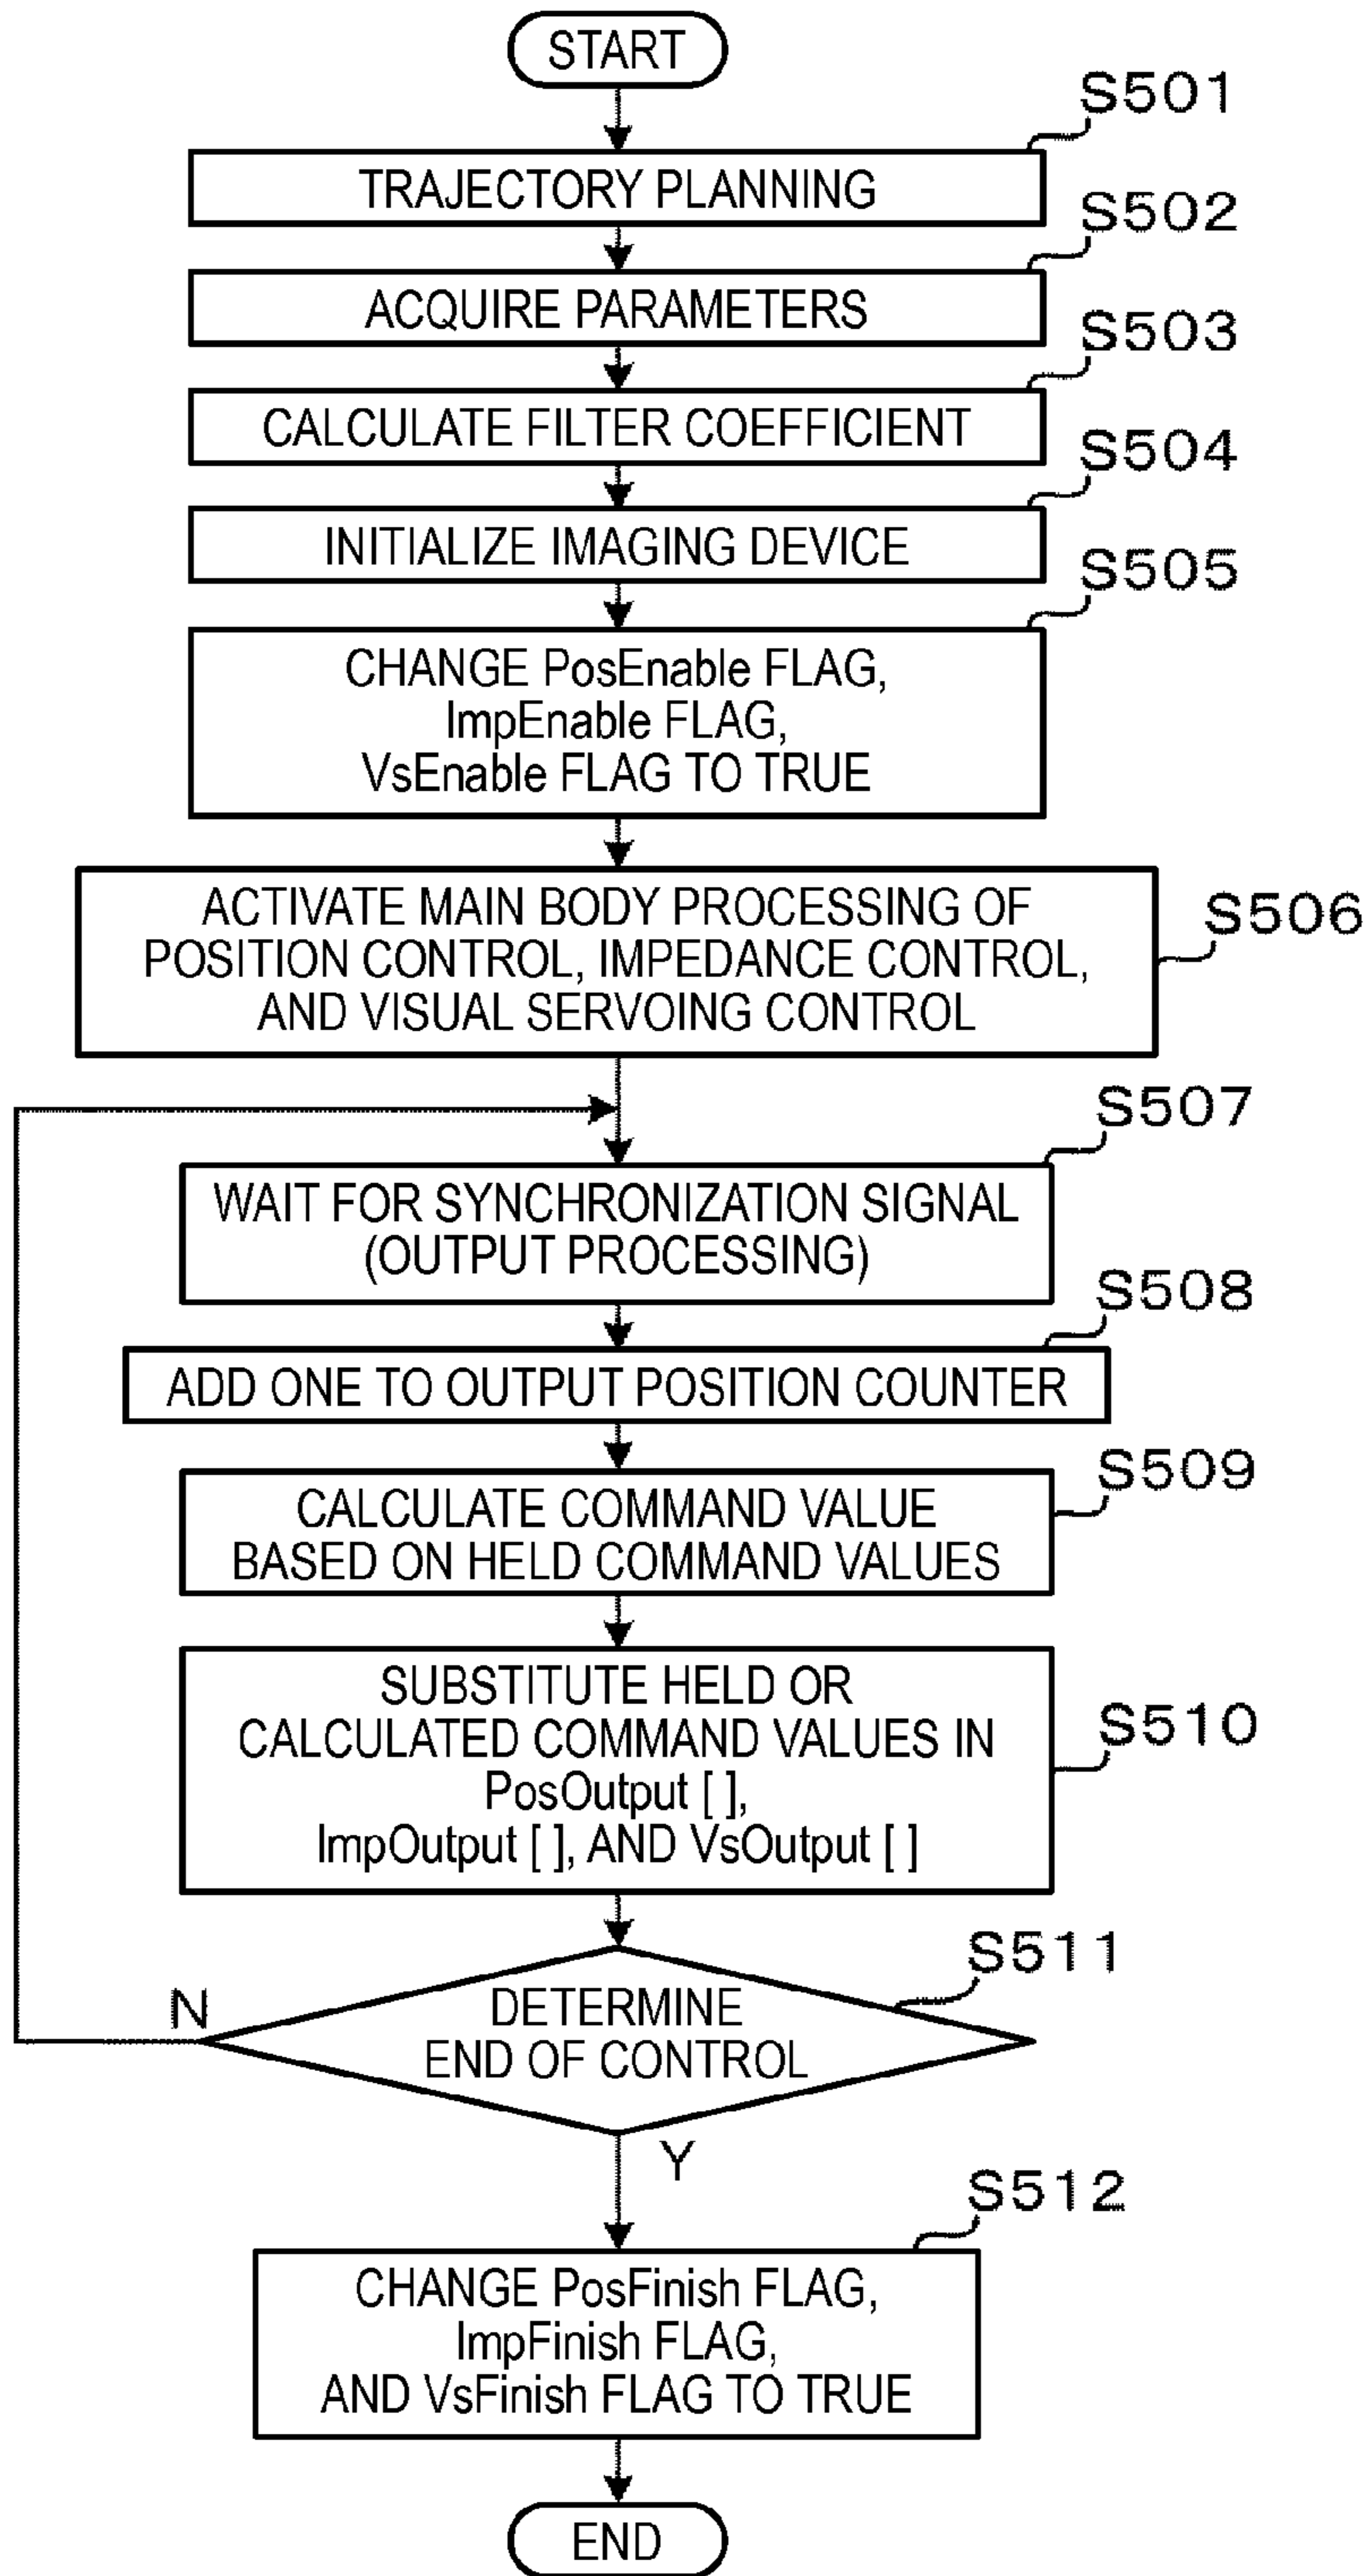 START
S501
TRAJECTORY PLANNING
S502
ACQUIRE PARAMETERS
S503
CALCULATE FILTER COEFFICIENT
S504
INITIALIZE IMAGING DEVICE
S505
CHANGE PosEnable FLAG,
ImpEnable FLAG,
VsEnable FLAG TO TRUE
S506
ACTIVATE MAIN BODY PROCESSING OF
POSITION CONTROL, IMPEDANCE CONTROL,
AND VISUAL SERVOING CONTROL
S507
WAIT FOR SYNCHRONIZATION SIGNAL
(OUTPUT PROCESSING)
S508
ADD ONE TO OUTPUT POSITION COUNTER
S509
CALCULATE COMMAND VALUE
BASED ON HELD COMMAND VALUES
S510
SUBSTITUTE HELD OR
CALCULATED COMMAND VALUES IN
PosOutput [ ],
ImpOutput [ ], AND VsOutput [ ]
S511
N
DETERMINE
END OF CONTROL
Y
S512
CHANGE PosFinish FLAG,
ImpFinish FLAG,
AND VsFinish FLAG TO TRUE
END